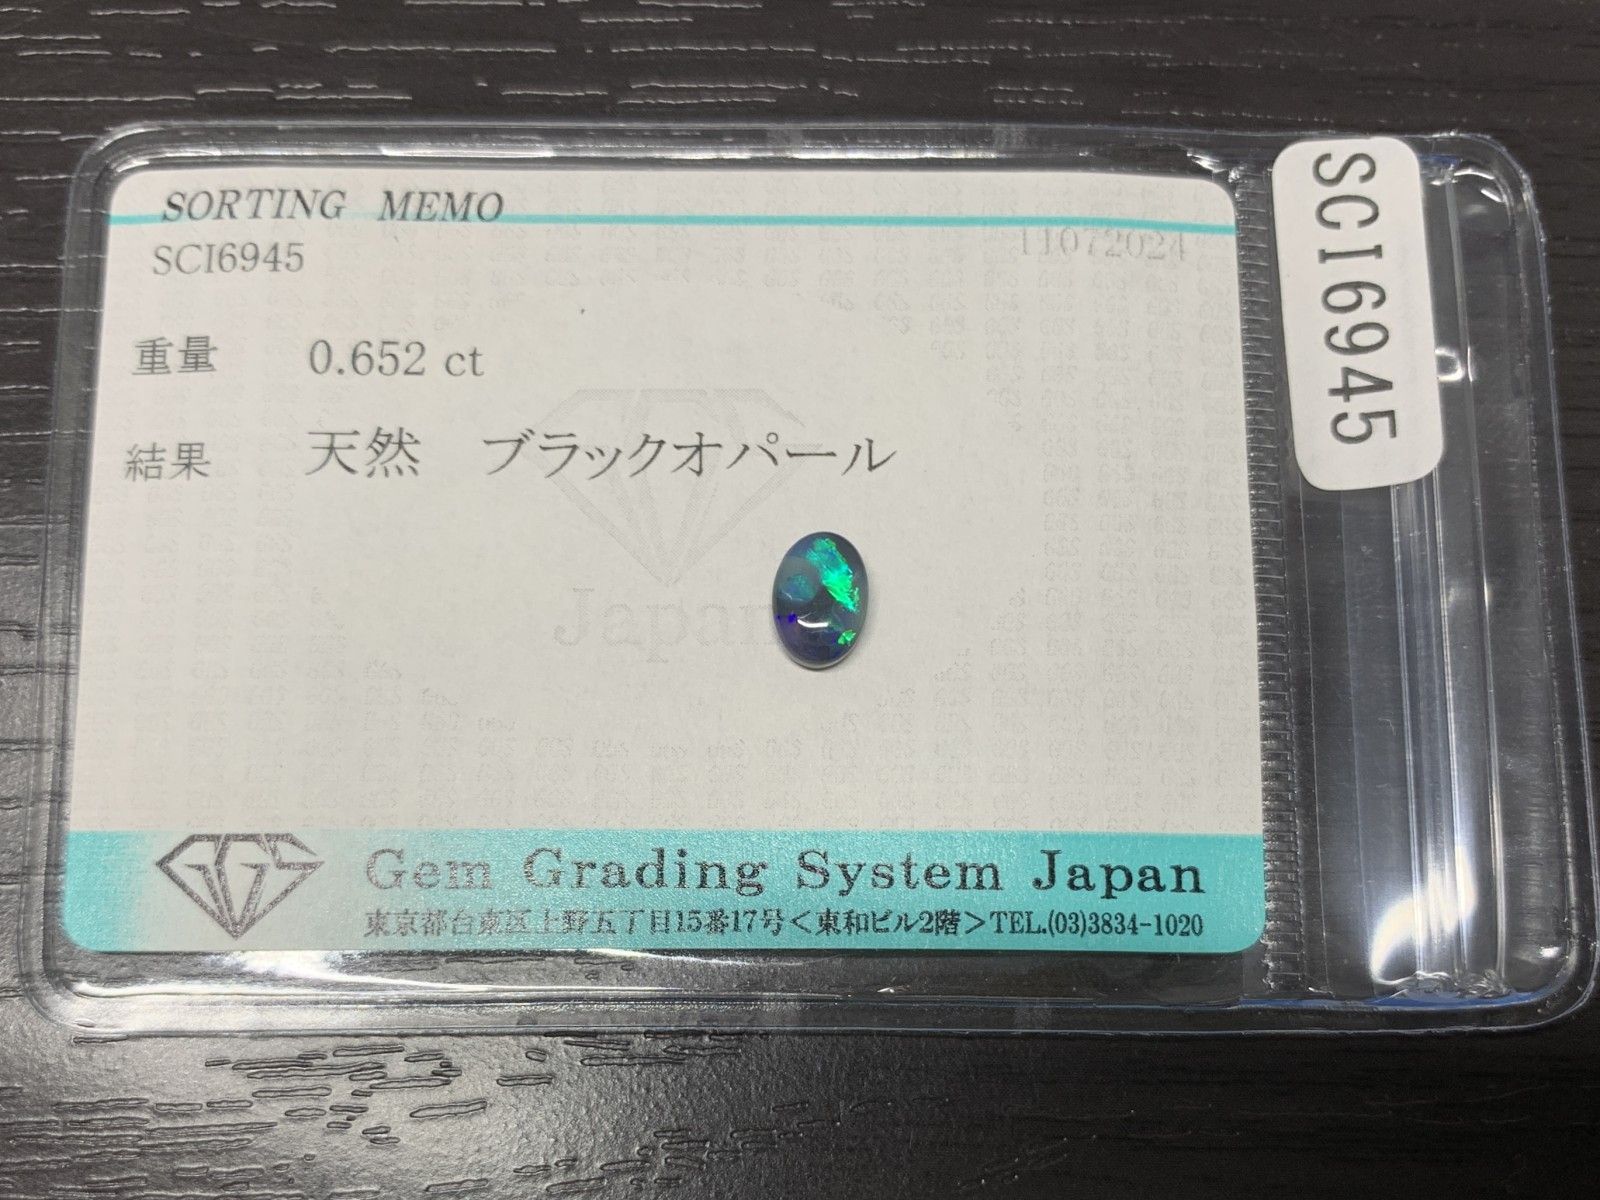 SORTING MEMO
SCI6945
11072024
重量 0.652 ct
結果 天然 ブラックオパール
GGS
Gem Grading System Japan
東京都台東区上野五丁目15番17号<東和ビル2階>TEL.(03)3834-1020
SCI6945